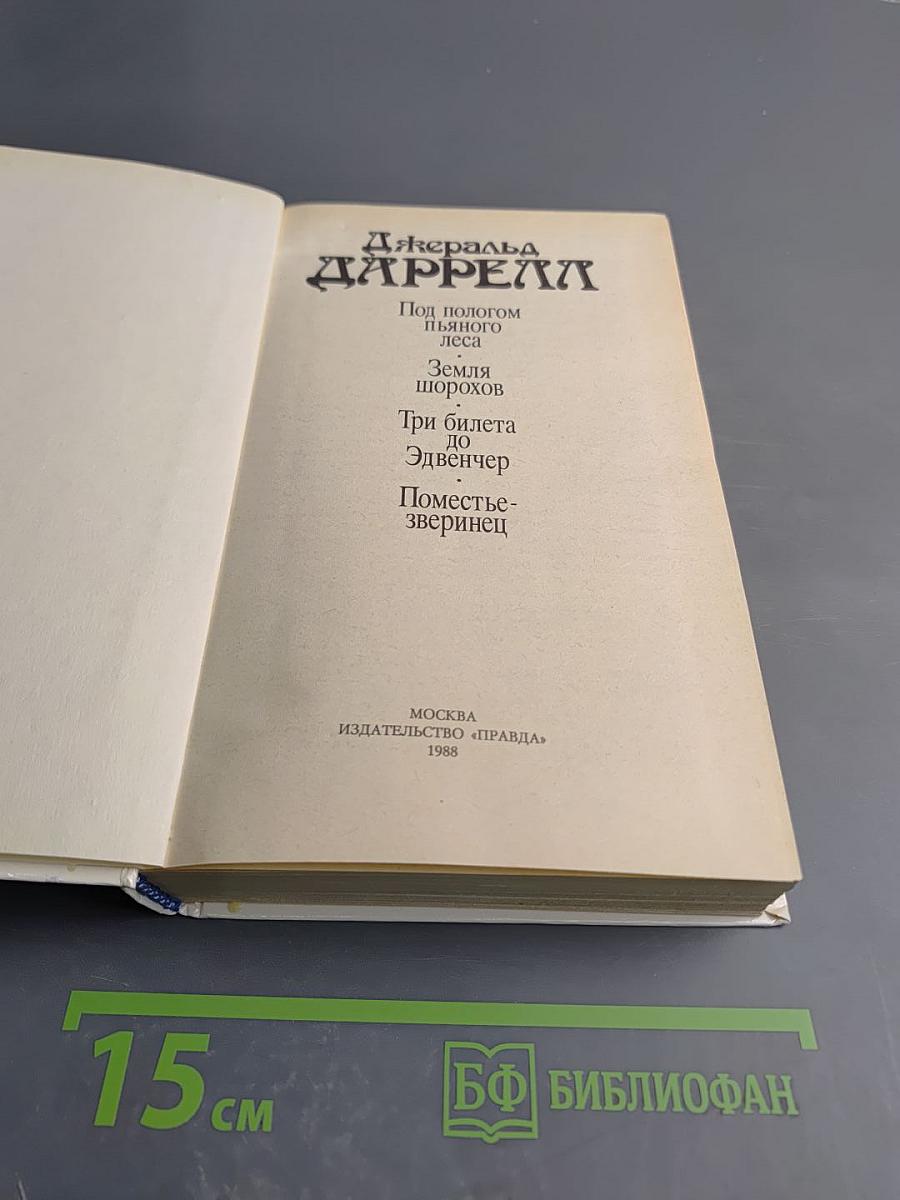 Джеральд
ДАРРЕЛЛ
Под пологом
пьяного
леса
·
Земля
шорохов
·
Три билета
до
Эдвенчер
·
Поместье-
зверинец
МОСКВА
ИЗДАТЕЛЬСТВО «ПРАВДА»
1988
15 см
БФ БИБЛИОФАН